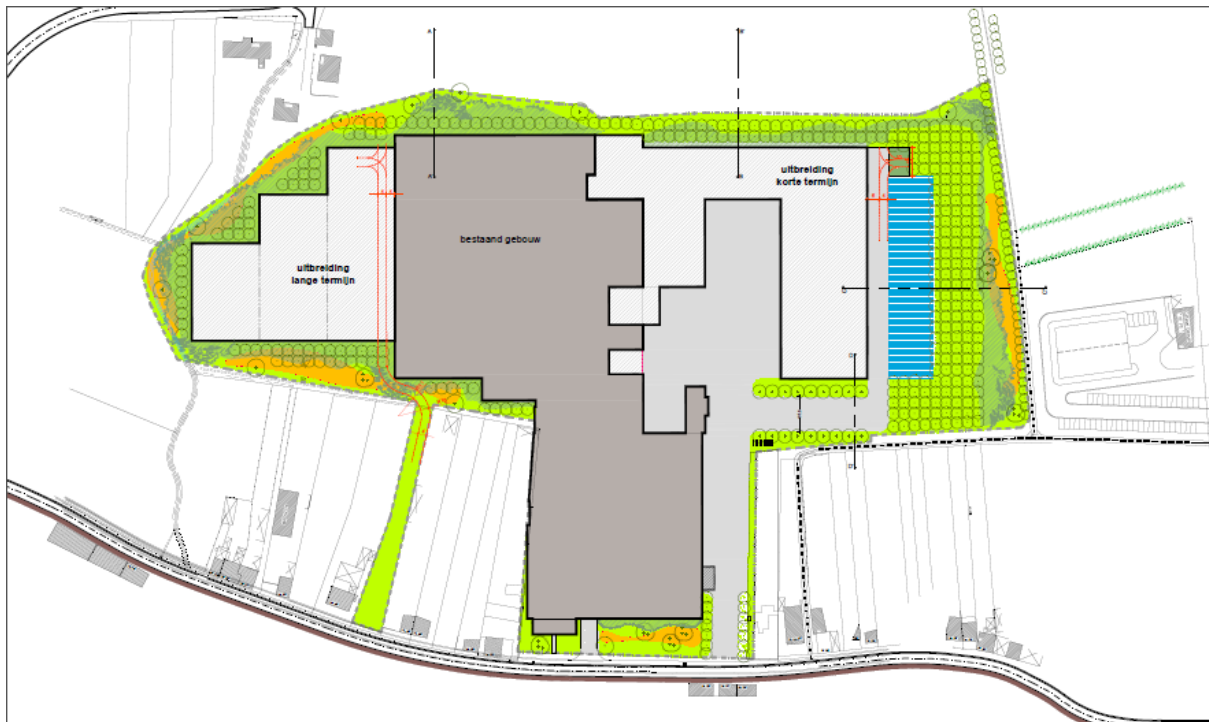 uitbreiding
korte termijn
bestaand gebouw
uitbreiding
lange termijn